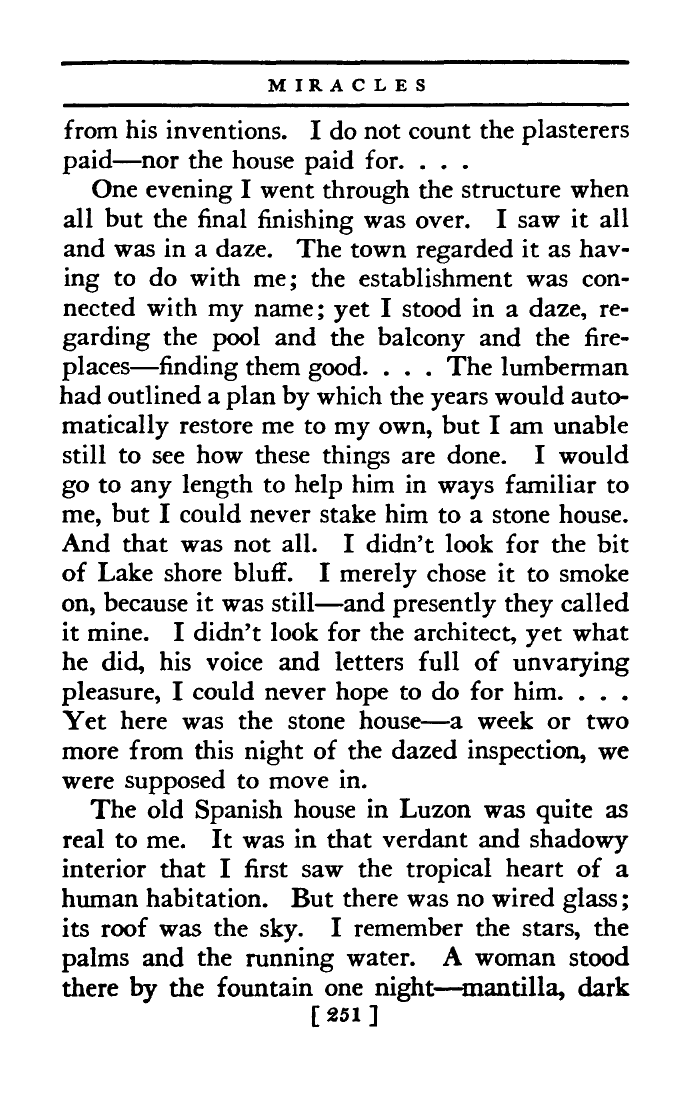 MIRACLES
from his inventions. I do not count the plasterers
paid—nor the house paid for. . . .
One evening I went through the structure when
all but the final finishing was over. I saw it all
and was in a daze. The town regarded it as hav-
ing to do with me; the establishment was con-
nected with my name; yet I stood in a daze, re-
garding the pool and the balcony and the fire-
places—finding them good. . . . The lumberman
had outlined a plan by which the years would auto-
matically restore me to my own, but I am unable
still to see how these things are done. I would
go to any length to help him in ways familiar to
me, but I could never stake him to a stone house.
And that was not all. I didn’t look for the bit
of Lake shore bluff. I merely chose it to smoke
on, because it was still—and presently they called
it mine. I didn’t look for the architect, yet what
he did, his voice and letters full of unvarying
pleasure, I could never hope to do for him. . . .
Yet here was the stone house—a week or two
more from this night of the dazed inspection, we
were supposed to move in.
The old Spanish house in Luzon was quite as
real to me. It was in that verdant and shadowy
interior that I first saw the tropical heart of a
human habitation. But there was no wired glass;
its roof was the sky. I remember the stars, the
palms and the running water. A woman stood
there by the fountain one night—mantilla, dark
[ 251 ]